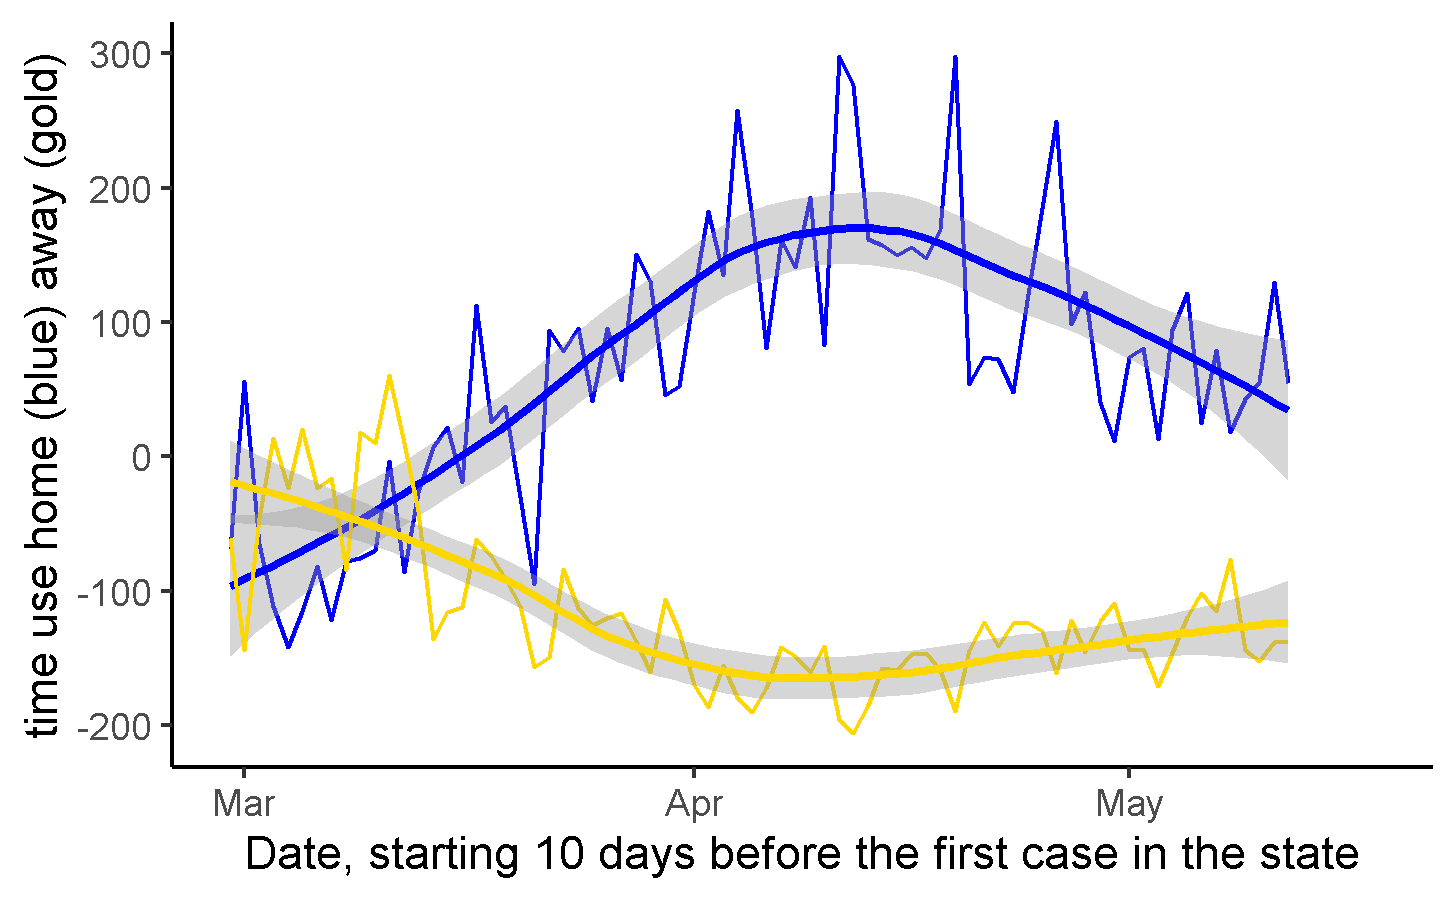 time use home (blue) away (gold)
300
200
100
0
-100
-200
Mar Apr May
Date, starting 10 days before the first case in the state